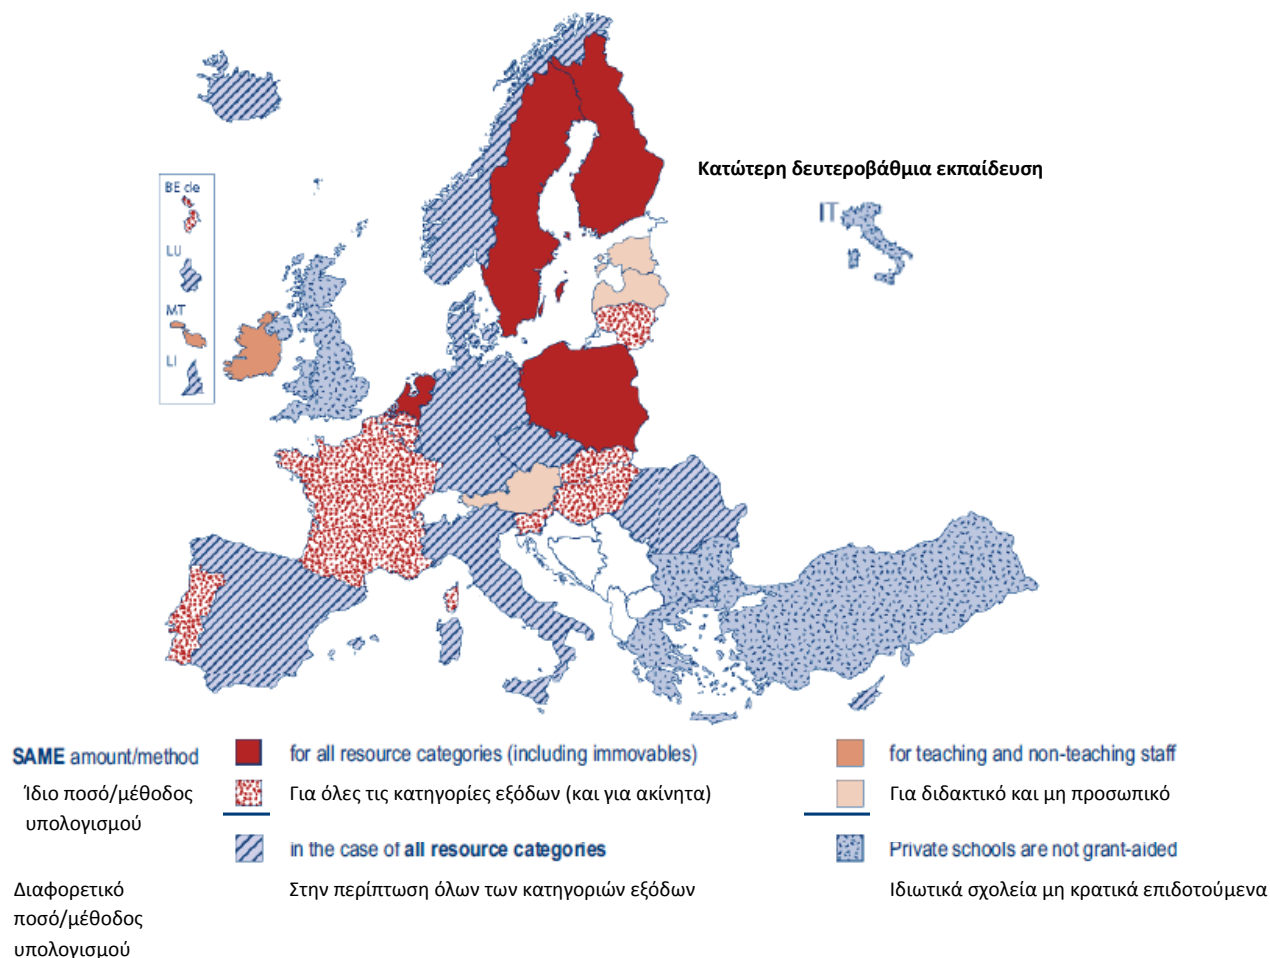 Κατώτερη δευτεροβάθμια εκπαίδευση
BE de
IT
LU
MT
LI
SAME amount/method
for all resource categories (including immovables)
for teaching and non-teaching staff
Ίδιο ποσό/μέθοδος
υπολογισμού
Για όλες τις κατηγορίες εξόδων (και για ακίνητα)
Για διδακτικό και μη προσωπικό
in the case of all resource categories
Private schools are not grant-aided
Διαφορετικό
ποσό/μέθοδος
υπολογισμού
Στην περίπτωση όλων των κατηγοριών εξόδων
Ιδιωτικά σχολεία μη κρατικά επιδοτούμενα